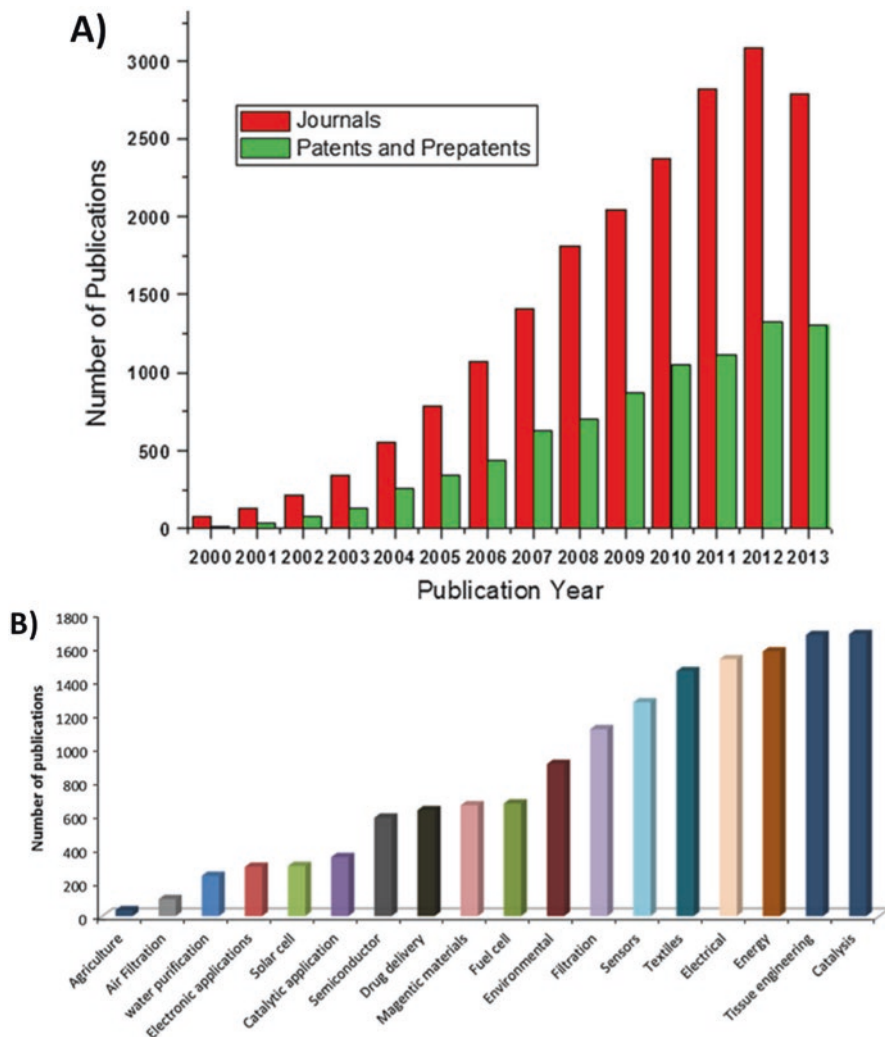 A)
Number of Publications
3000
2500
2000
1500
1000
500
0
Journals
Patents and Prepatents
2000 2001 2002 2003 2004 2005 2006 2007 2008 2009 2010 2011 2012 2013
Publication Year
B)
Number of publications
1800
1600
1400
1200
1000
800
600
400
200
0
Agriculture
Air Filtration
water purification
Electronic applications
Solar cell
Catalytic application
Semiconductor
Drug delivery
Magentic materials
Fuel cell
Environmental
Filtration
Sensors
Textiles
Electrical
Energy
Tissue engineering
Catalysis